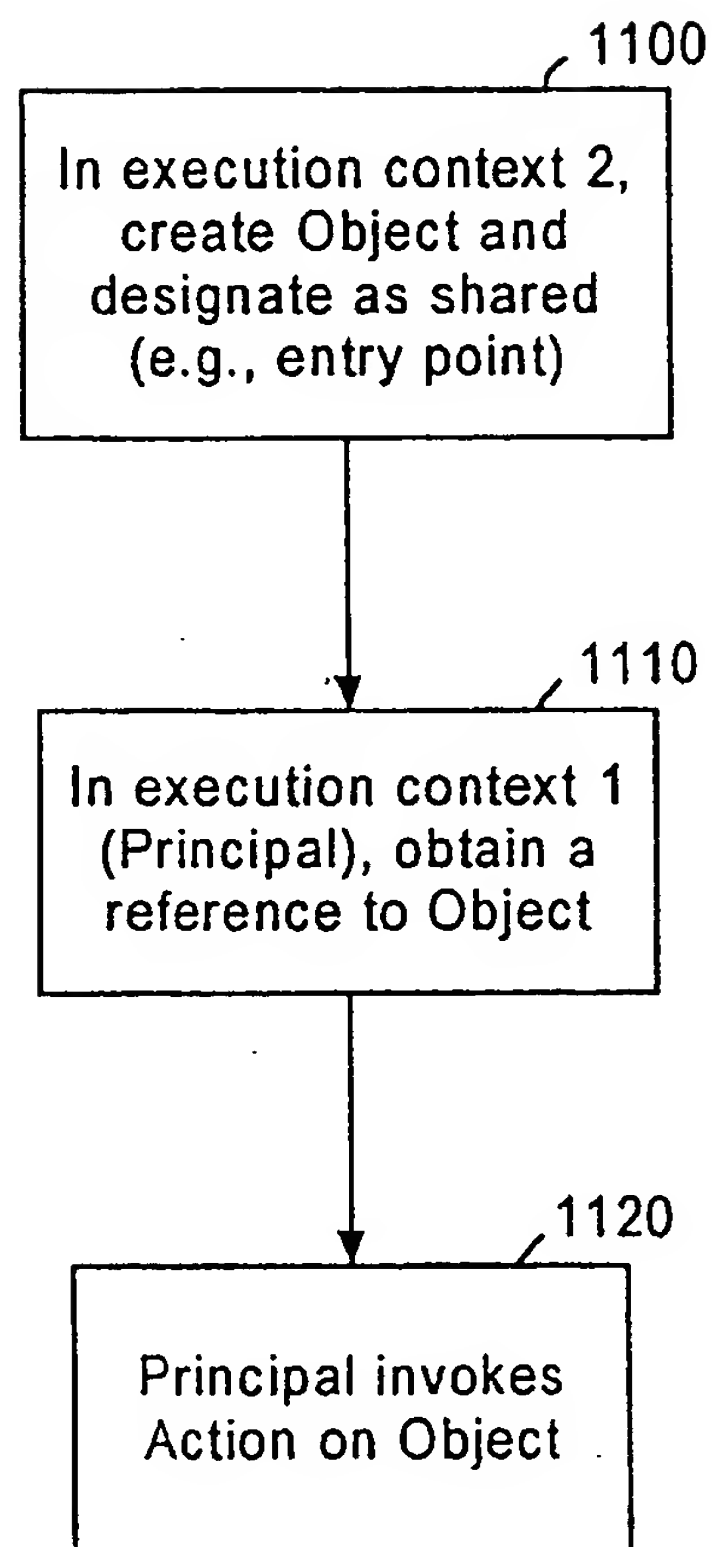 1100
In execution context 2,
create Object and
designate as shared
(e.g., entry point)
1110
In execution context 1
(Principal), obtain a
reference to Object
1120
Principal invokes
Action on Object